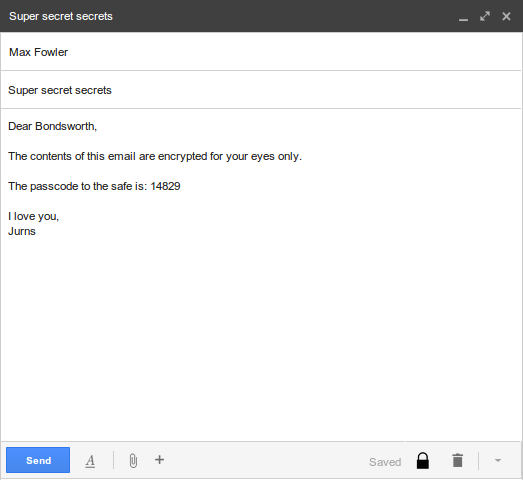 Super secret secrets
Max Fowler
Super secret secrets
Dear Bondsworth,
The contents of this email are encrypted for your eyes only.
The passcode to the safe is: 14829
I love you,
Jurns
Send
A
Saved